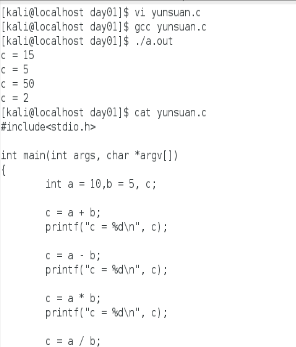 [kali@localhost day01]$ vi yunsuan.c
[kali@localhost day01]$ gcc yunsuan.c
[kali@localhost day01]$ ./a.out
c = 15
c = 5
c = 50
c = 2
[kali@localhost day01]$ cat yunsuan.c
#include<stdio.h>
int main(int args, char *argv[])
{
int a = 10,b = 5, c;
c = a + b;
printf("c = %d\n", c);
c = a - b;
printf("c = %d\n", c);
c = a * b;
printf("c = %d\n", c);
c = a / b;